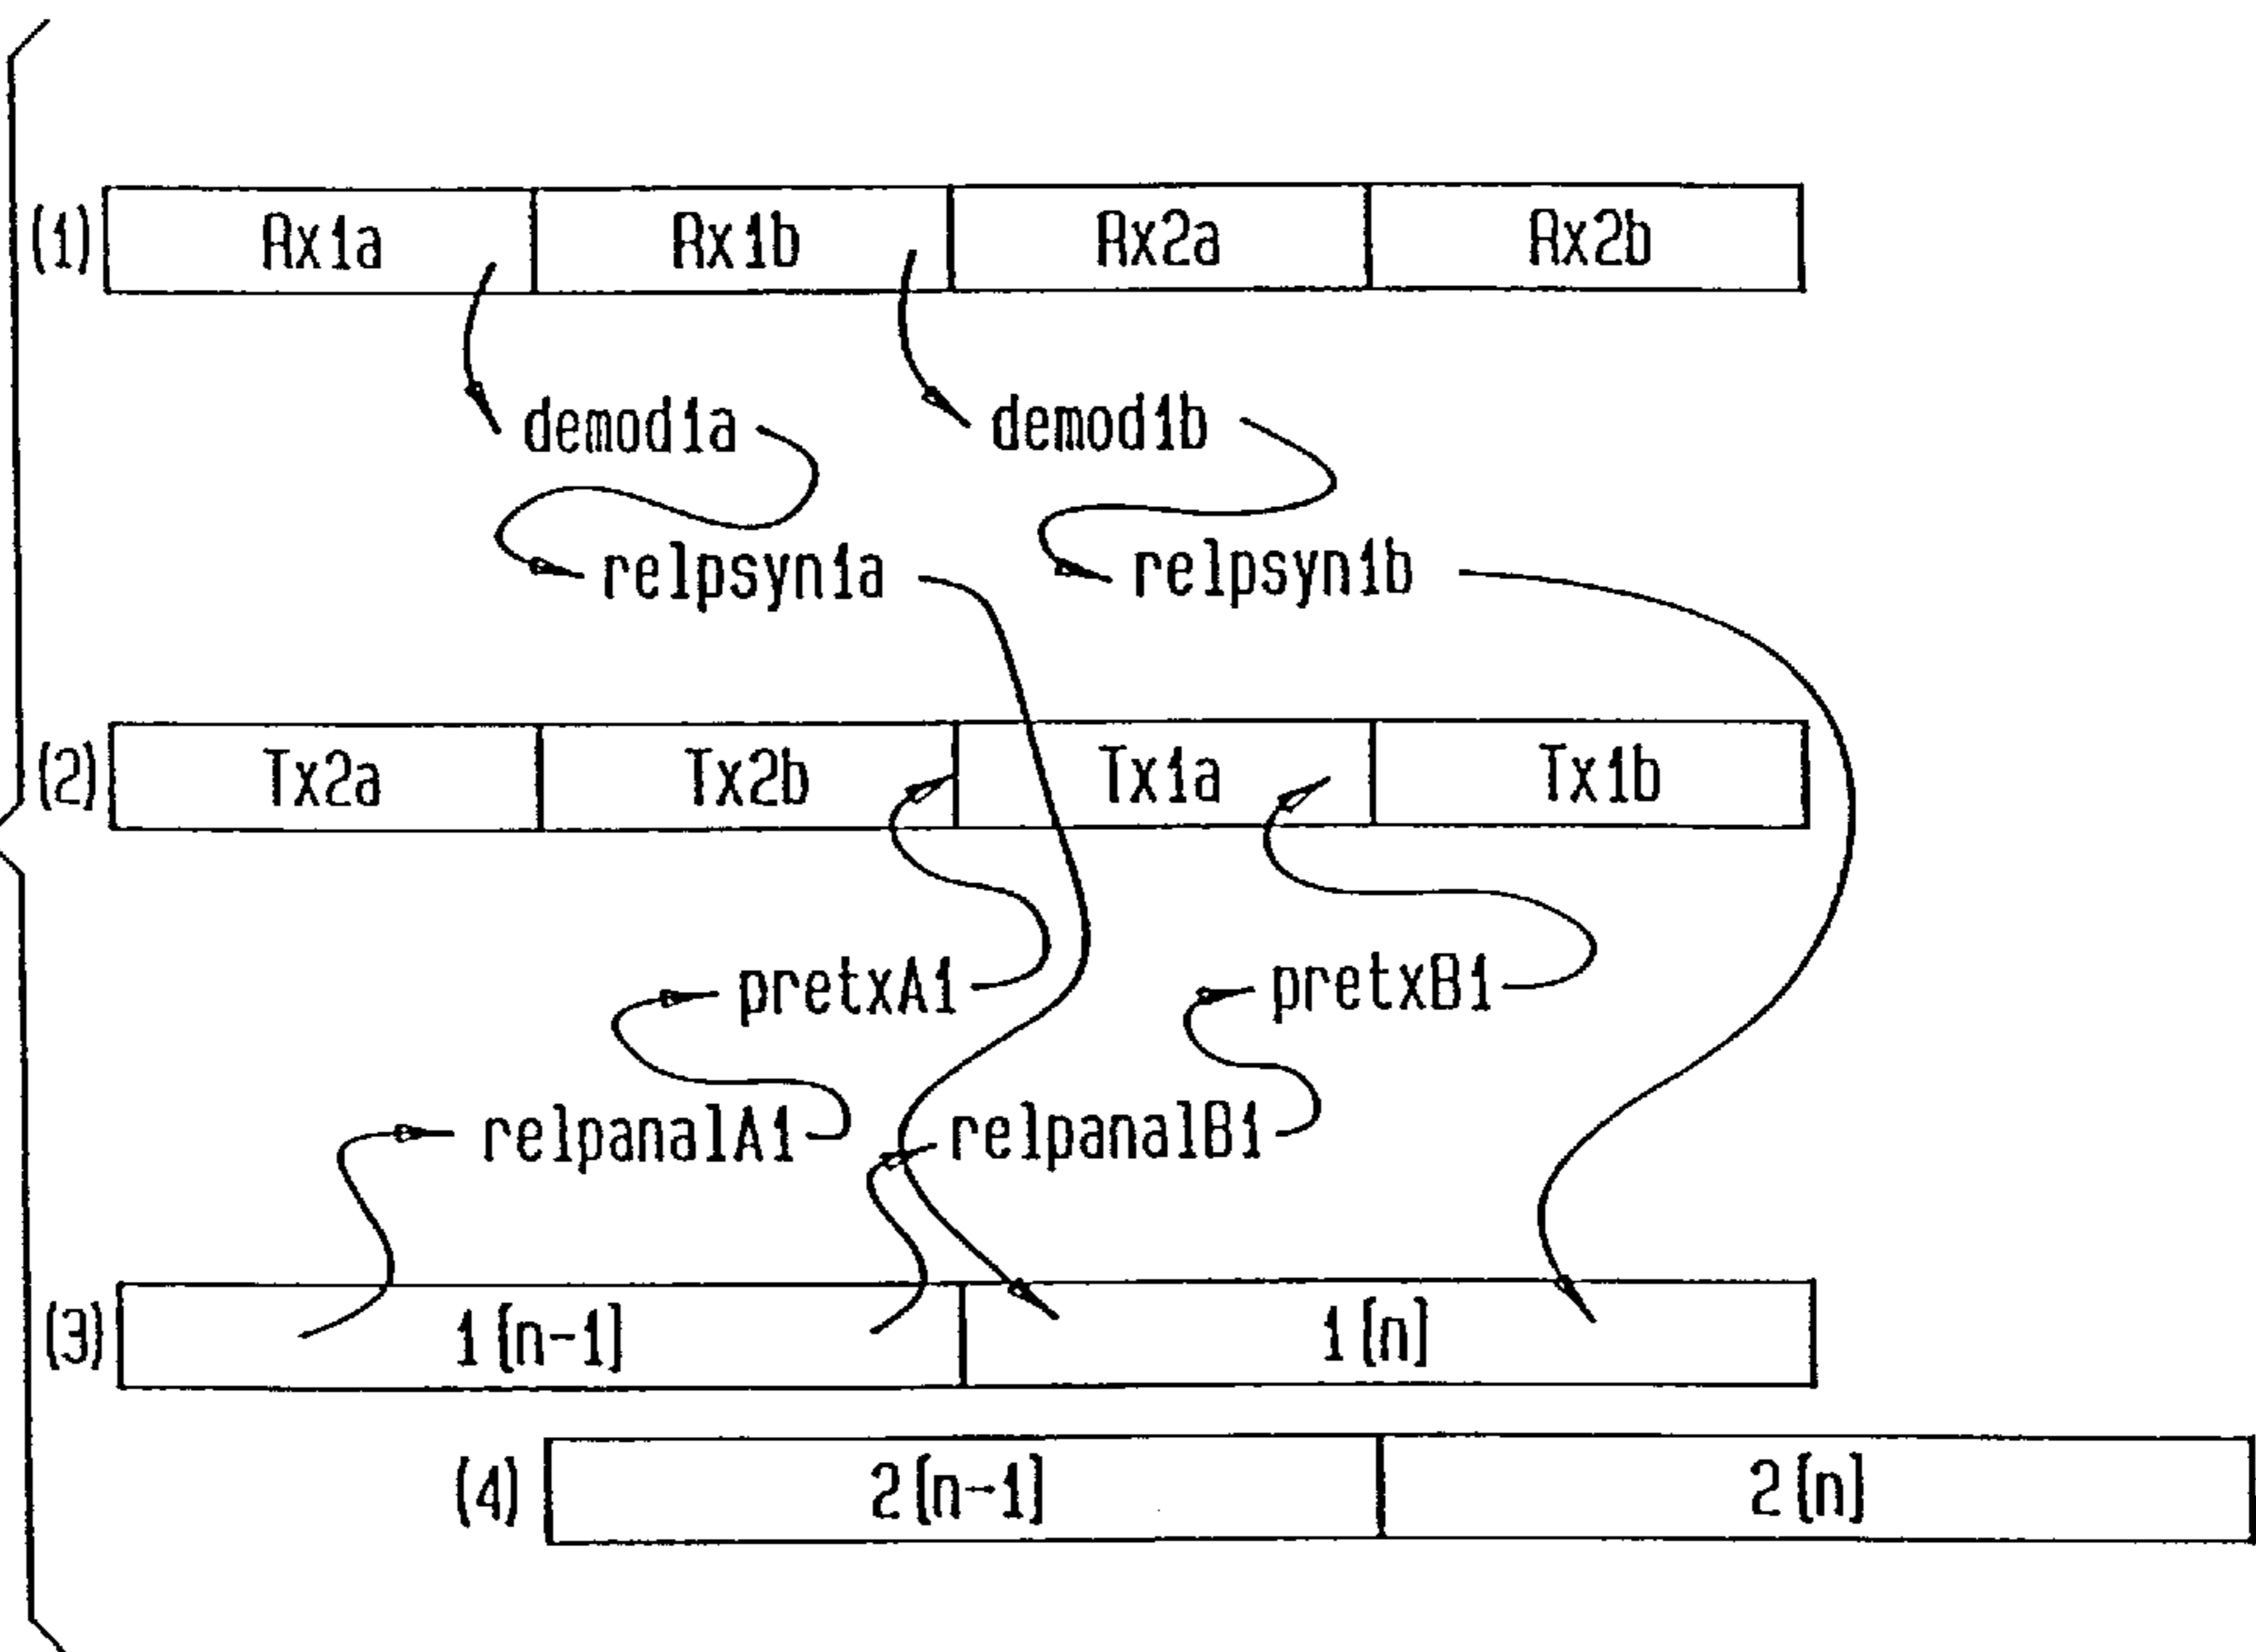 (1) Rx1a Rx1b Rx2a Rx2b
demod1a demod1b
relpsyn1a relpsyn1b
(2) Tx2a Tx2b Tx1a Tx1b
pretxA1 pretxB1
relpanalA1 relpanalB1
(3) 1[n-1] 1[n]
(4) 2[n-1] 2[n]